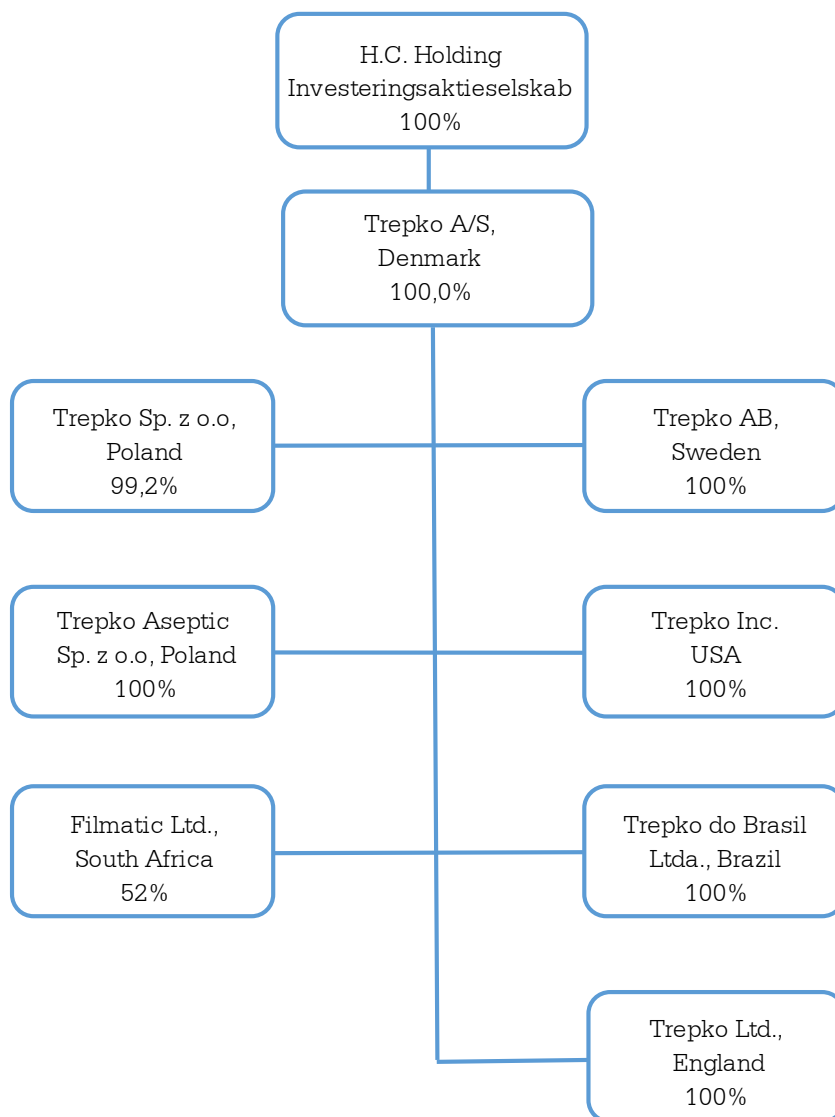 H.C. Holding
Investeringsaktieselskab
100%
Trepko A/S,
Denmark
100,0%
Trepko Sp. z o.o,
Poland
99,2%
Trepko AB,
Sweden
100%
Trepko Aseptic
Sp. z o.o, Poland
100%
Trepko Inc.
USA
100%
Filmatic Ltd.,
South Africa
52%
Trepko do Brasil
Ltda., Brazil
100%
Trepko Ltd.,
England
100%